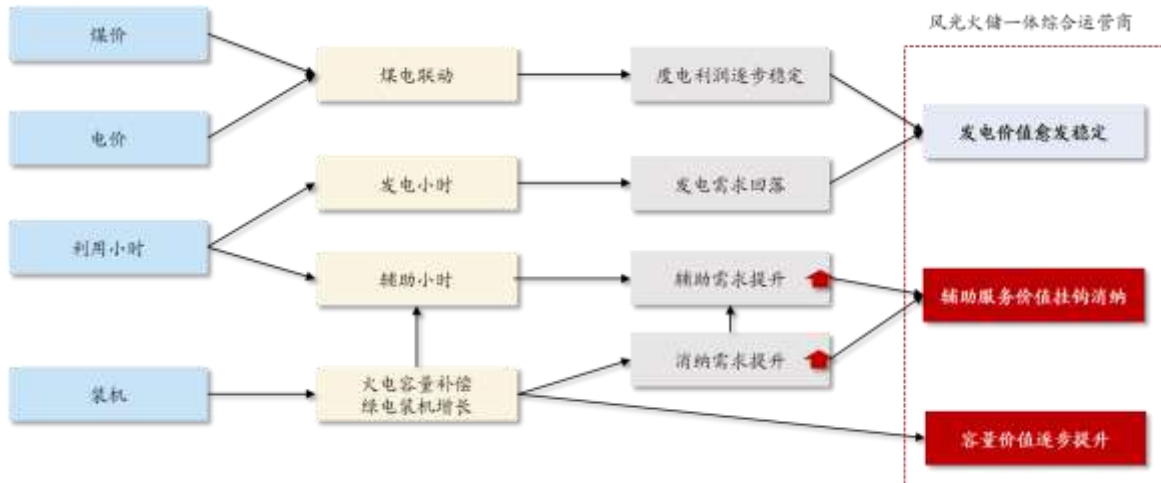 风光火储一体综合运营商
煤价
煤电联动
度电利润逐步稳定
电价
发电价值愈发稳定
发电小时
发电需求回落
利用小时
辅助小时
辅助需求提升
辅助服务价值挂钩消纳
消纳需求提升
装机
火电容量补偿
绿电装机增长
容量价值逐步提升